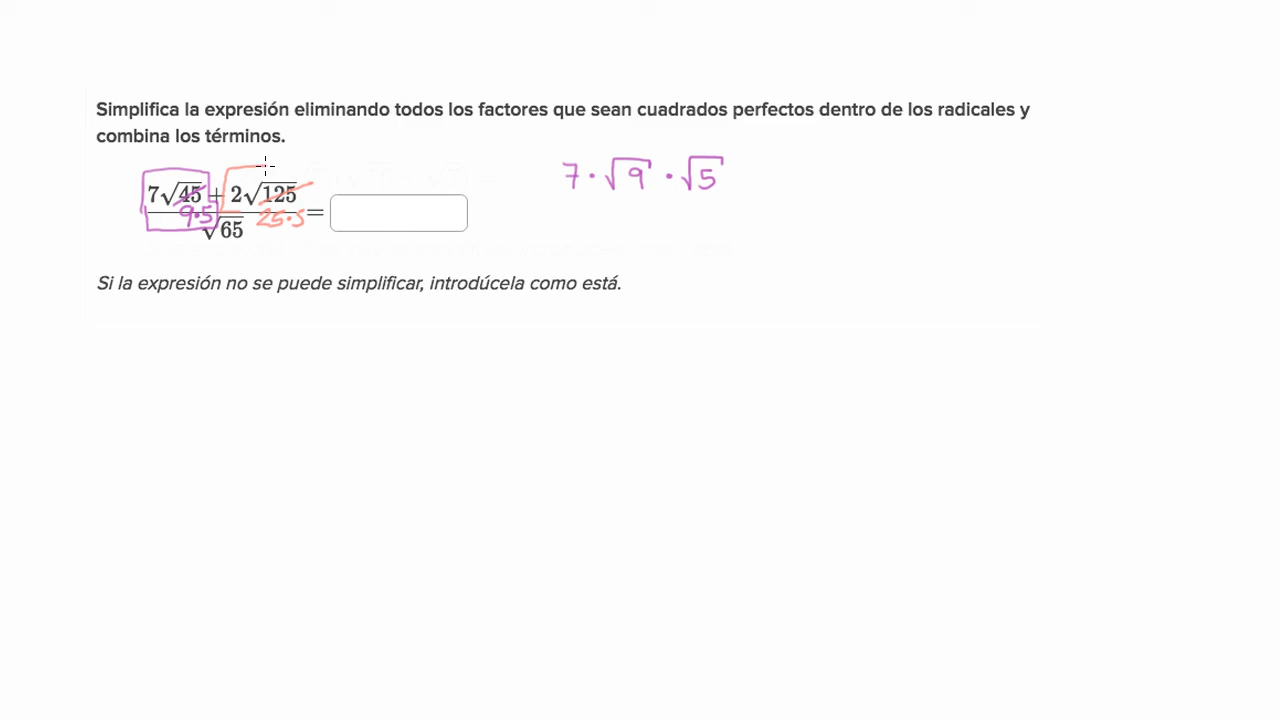 Simplifica la expresión eliminando todos los factores que sean cuadrados perfectos dentro de los radicales y
combina los términos.
7 · √9 · √5
7√45 + 2√125
9·5 25·5
√65
=
Si la expresión no se puede simplificar, introdúcela como está.